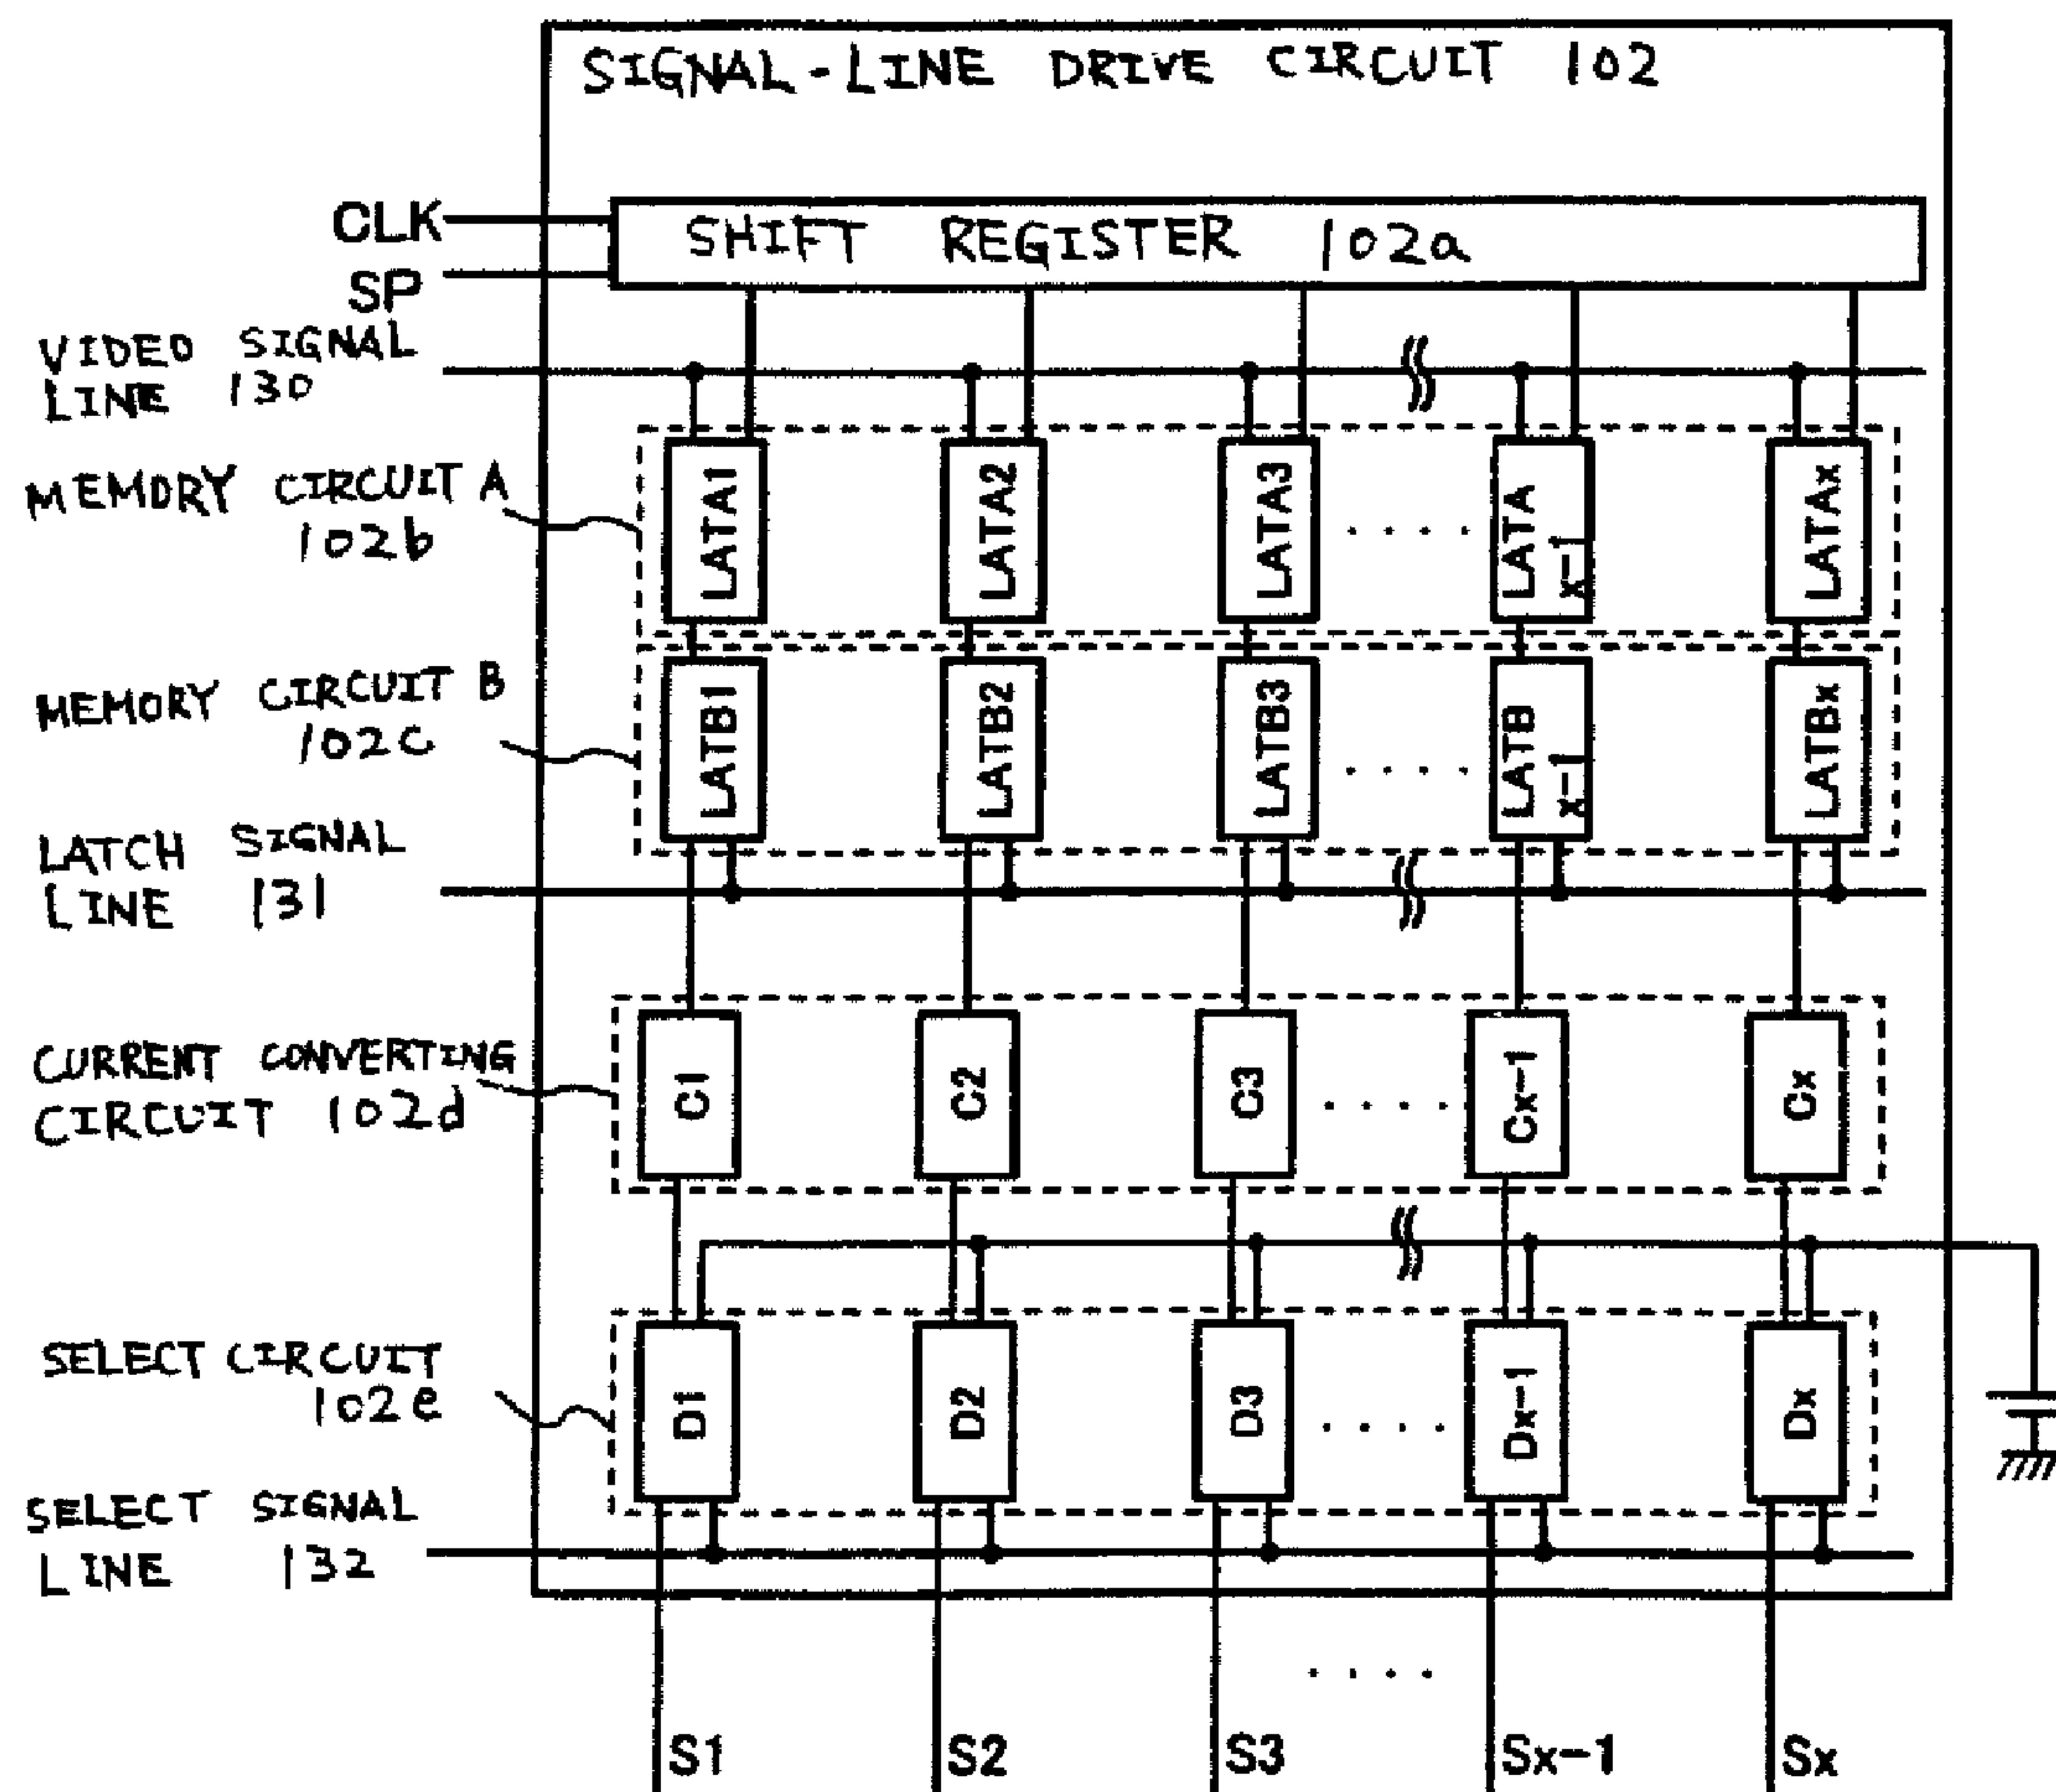 SIGNAL-LINE DRIVE CIRCUIT 102
CLK
SHIFT REGISTER 102a
SP
VIDEO SIGNAL
LINE 130
MEMORY CIRCUIT A
102b
LATA1
LATA2
LATA3
. . . .
LATA
x-1
LATAx
MEMORY CIRCUIT B
102c
LATB1
LATB2
LATB3
. . . .
LATB
x-1
LATBx
LATCH SIGNAL
LINE 131
CURRENT CONVERTING
CIRCUIT 102d
C1
C2
C3
. . . .
Cx-1
Cx
SELECT CIRCUIT
102e
D1
D2
D3
. . . .
Dx-1
Dx
SELECT SIGNAL
LINE 132
. . . .
S1
S2
S3
Sx-1
Sx